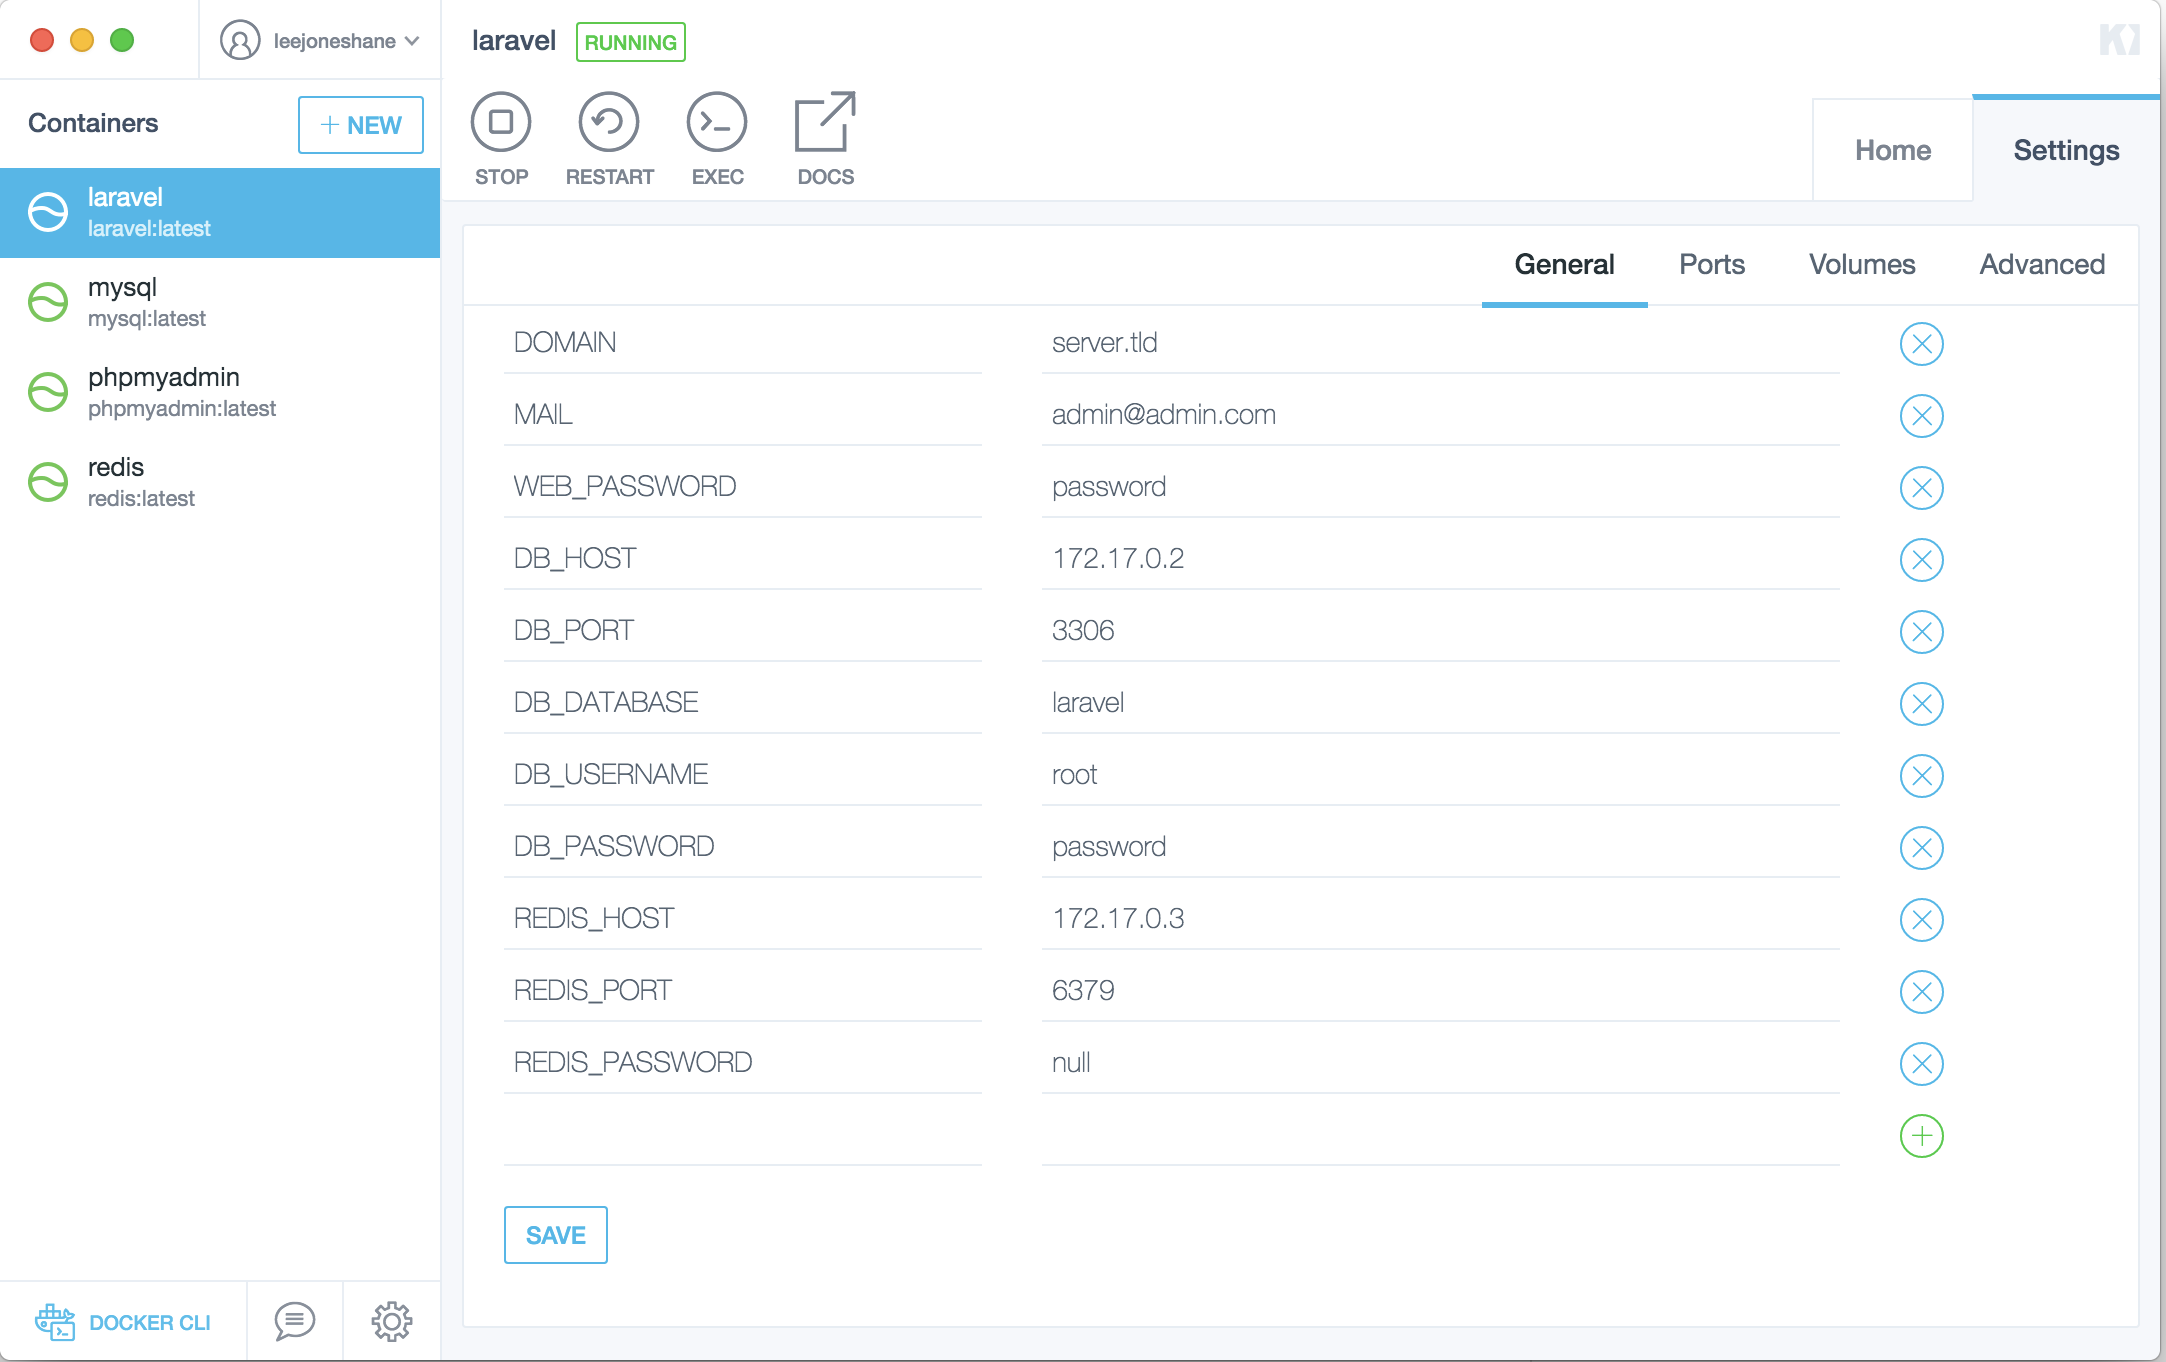 leejoneshane
laravel RUNNING
Containers
+ NEW
STOP RESTART EXEC DOCS
Home Settings
laravel
laravel:latest
mysql
mysql:latest
phpmyadmin
phpmyadmin:latest
redis
redis:latest
General Ports Volumes Advanced
DOMAIN server.tld
MAIL admin@admin.com
WEB_PASSWORD password
DB_HOST 172.17.0.2
DB_PORT 3306
DB_DATABASE laravel
DB_USERNAME root
DB_PASSWORD password
REDIS_HOST 172.17.0.3
REDIS_PORT 6379
REDIS_PASSWORD null
SAVE
DOCKER CLI